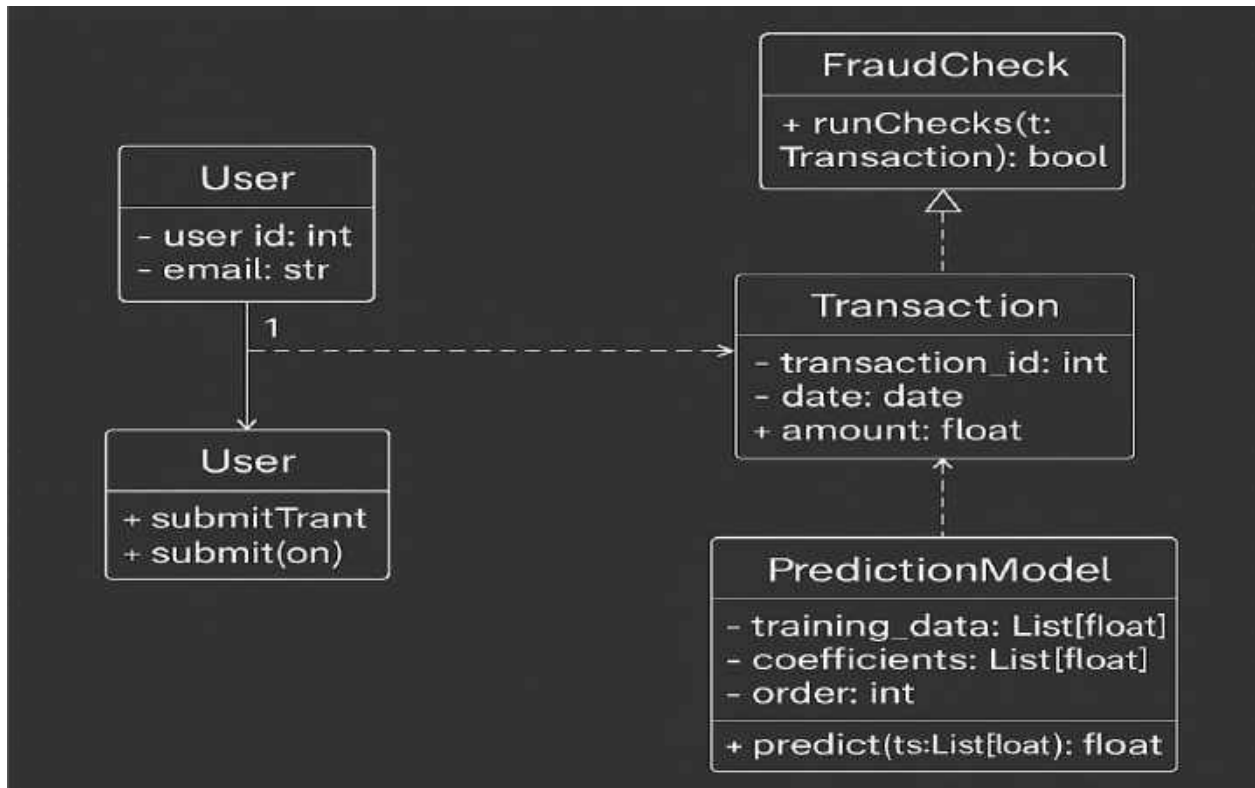 FraudCheck
+ runChecks(t:
Transaction): bool
User
- user id: int
- email: str
1
Transaction
- transaction_id: int
- date: date
+ amount: float
User
+ submitTrant
+ submit(on)
PredictionModel
- training_data: List[float]
- coefficients: List[float]
- order: int
+ predict(ts:List[loat): float